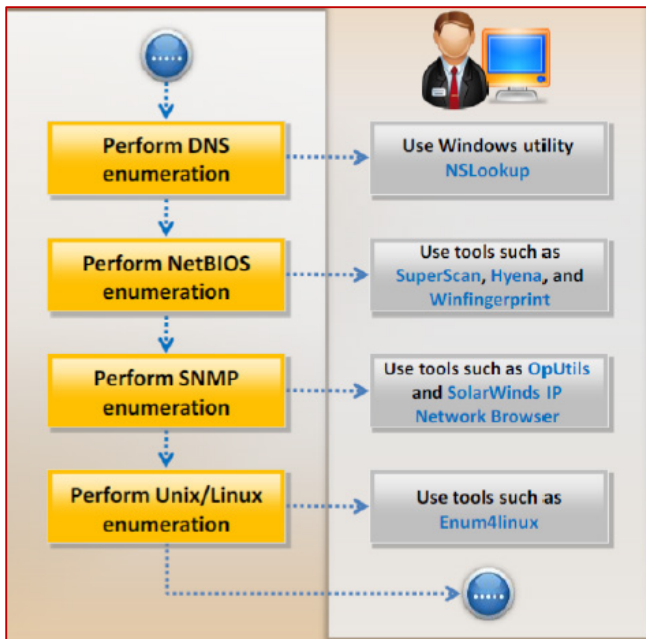 Perform DNS
enumeration
Use Windows utility
NSLookup
Perform NetBIOS
enumeration
Use tools such as
SuperScan, Hyena, and
Winfingerprint
Perform SNMP
enumeration
Use tools such as OpUtils
and SolarWinds IP
Network Browser
Perform Unix/Linux
enumeration
Use tools such as
Enum4linux